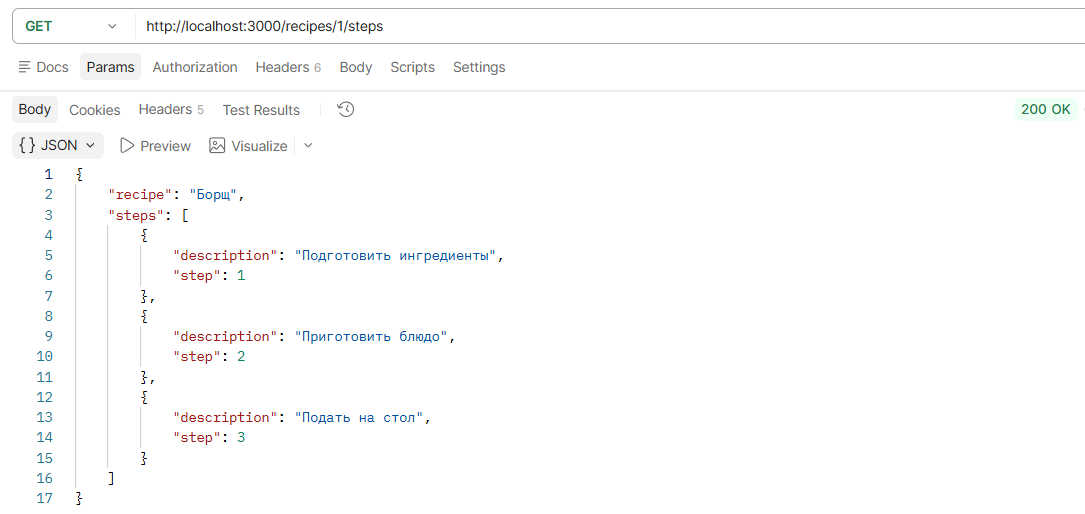 GET http://localhost:3000/recipes/1/steps
Docs Params Authorization Headers 6 Body Scripts Settings
Body Cookies Headers 5 Test Results 200 OK
{} JSON Preview Visualize
1 {
2 "recipe": "Борщ",
3 "steps": [
4 {
5 "description": "Подготовить ингредиенты",
6 "step": 1
7 },
8 {
9 "description": "Приготовить блюдо",
10 "step": 2
11 },
12 {
13 "description": "Подать на стол",
14 "step": 3
15 }
16 ]
17 }